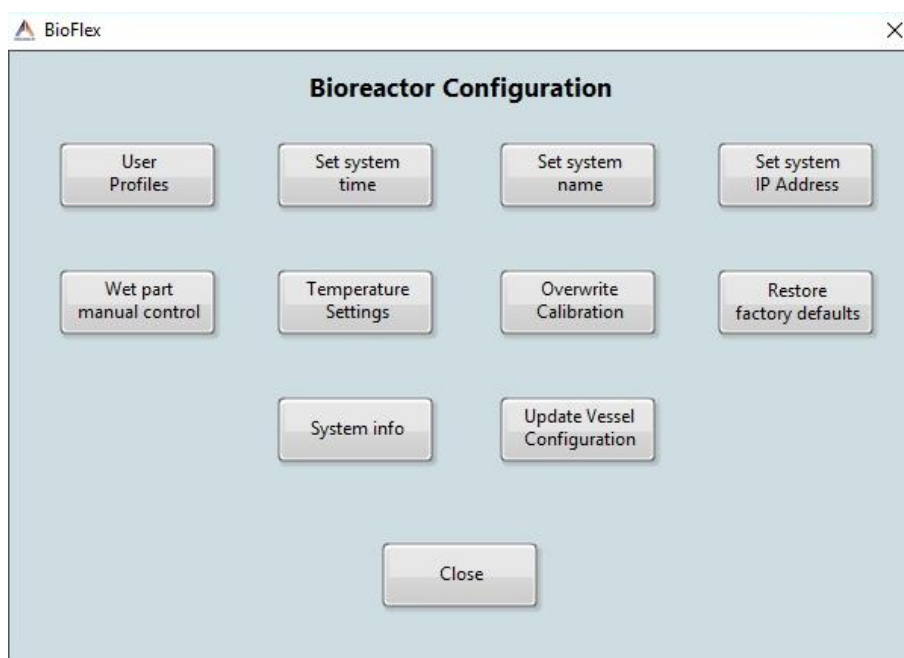 BioFlex
Bioreactor Configuration
User
Profiles
Set system
time
Set system
name
Set system
IP Address
Wet part
manual control
Temperature
Settings
Overwrite
Calibration
Restore
factory defaults
System info
Update Vessel
Configuration
Close